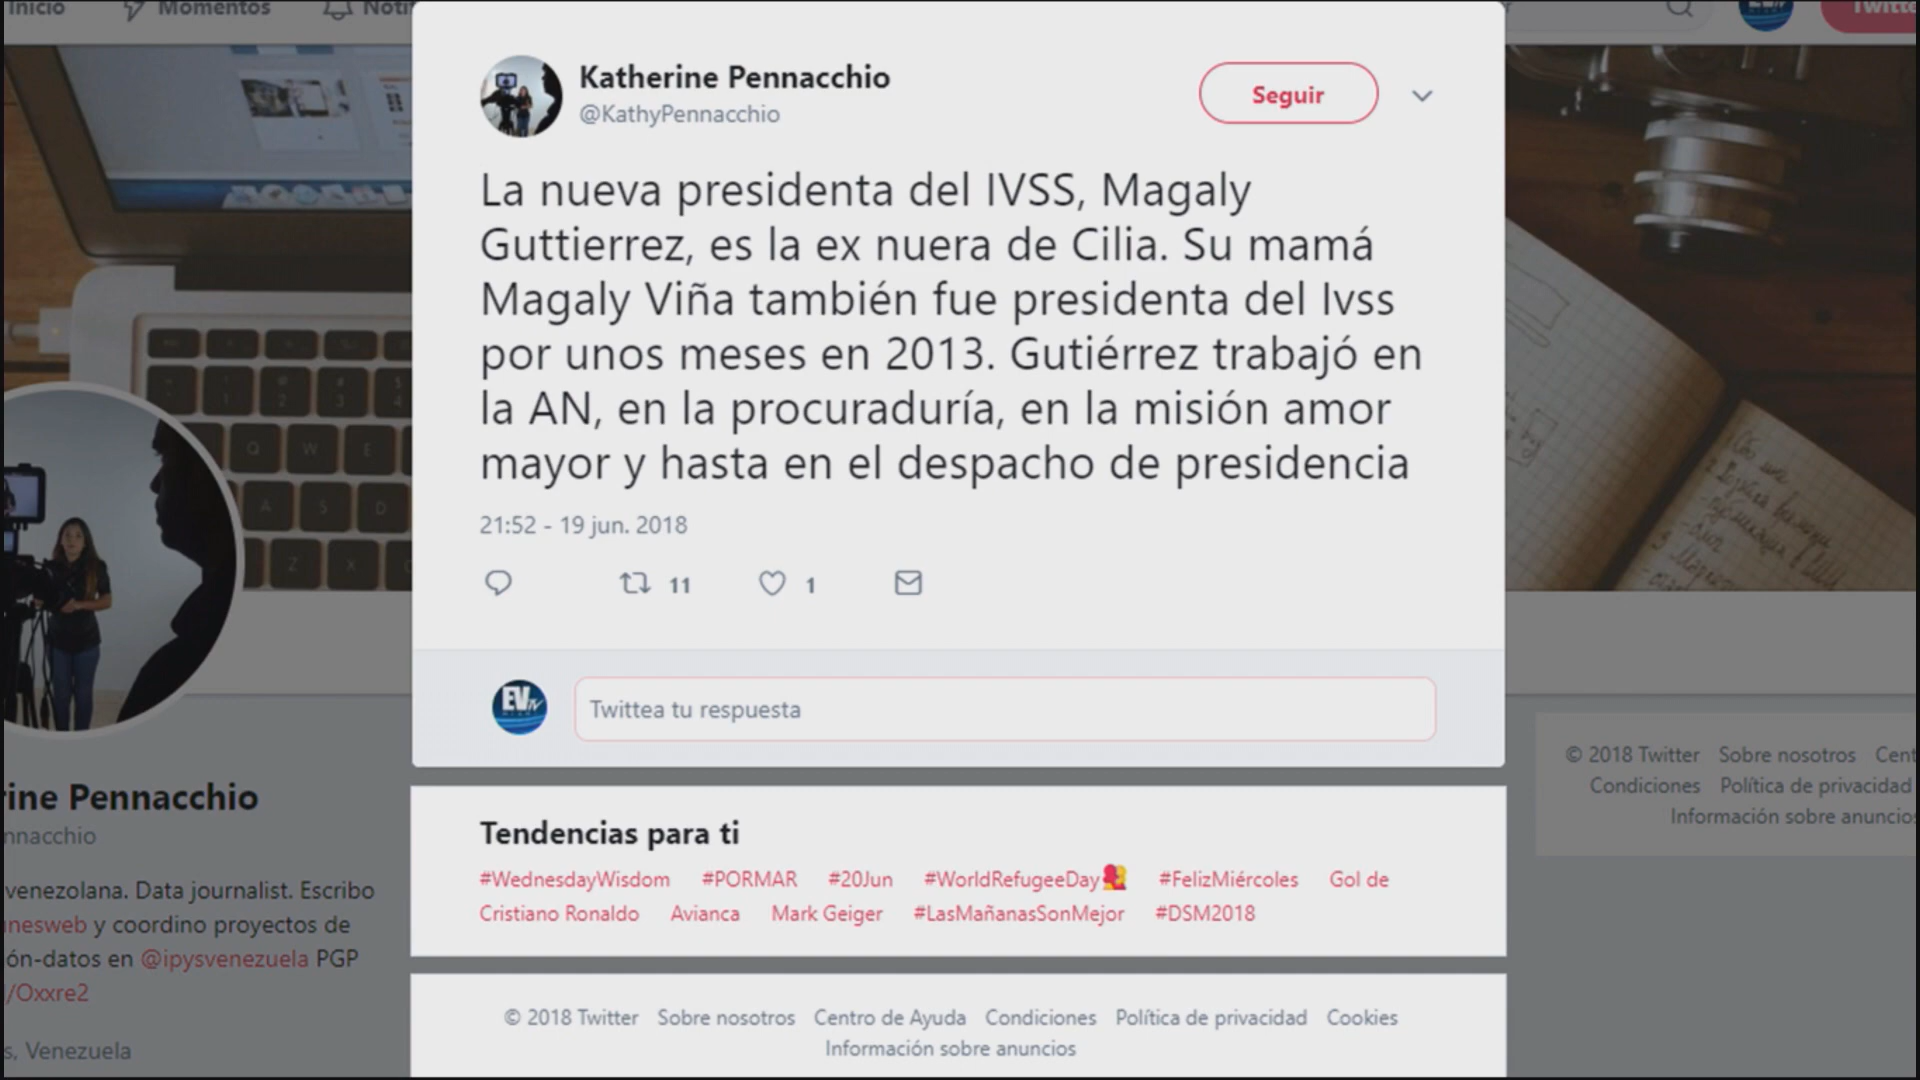 Inicio
Momentos
Katherine Pennacchio
@KathyPennacchio
Seguir
La nueva presidenta del IVSS, Magaly
Guttierrez, es la ex nuera de Cilia. Su mamá
Magaly Viña también fue presidenta del Ivss
por unos meses en 2013. Gutiérrez trabajó en
la AN, en la procuraduría, en la misión amor
mayor y hasta en el despacho de presidencia
21:52 - 19 jun. 2018
11
1
EVtv
Twittea tu respuesta
rine Pennacchio
nnacchio
venezolana. Data journalist. Escribo
nesweb y coordino proyectos de
ón-datos en @ipysvenezuela PGP
/Oxxre2
s, Venezuela
Tendencias para ti
#WednesdayWisdom #PORMAR #20Jun #WorldRefugeeDay #FelizMiércoles Gol de
Cristiano Ronaldo Avianca Mark Geiger #LasMañanasSonMejor #DSM2018
© 2018 Twitter Sobre nosotros Centro de Ayuda Condiciones Política de privacidad Cookies
Información sobre anuncios
© 2018 Twitter Sobre nosotros Cent
Condiciones Política de privacidad
Información sobre anuncios